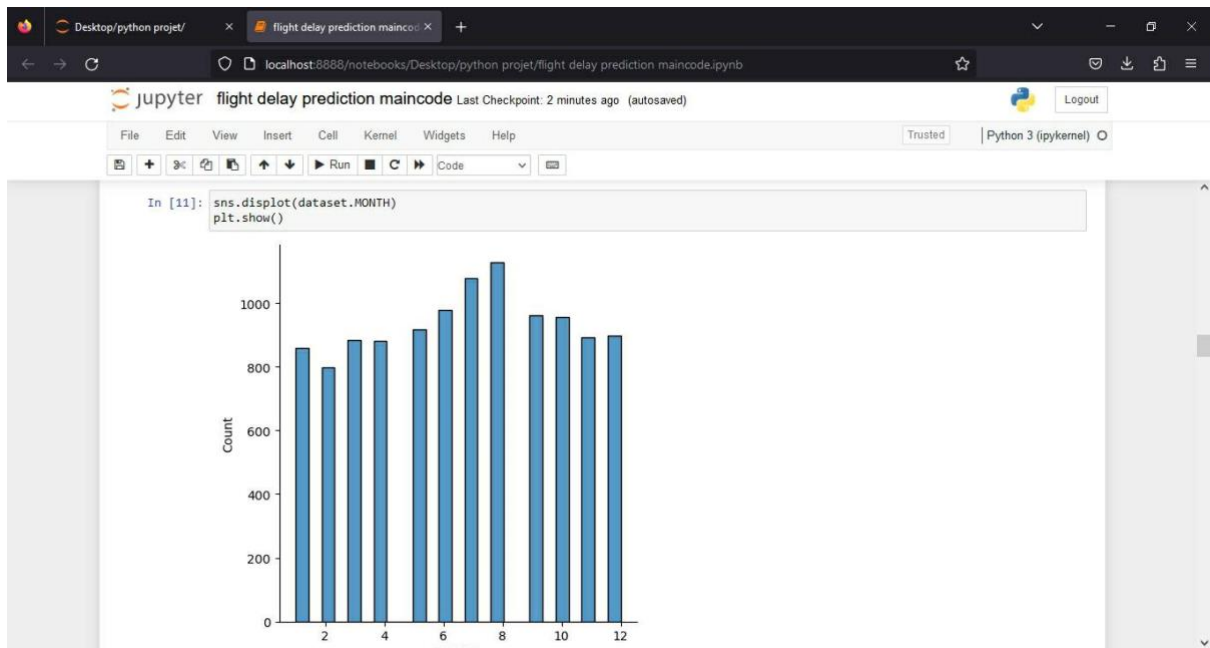 Desktop/python projet/
flight delay prediction maincod
localhost:8888/notebooks/Desktop/python projet/flight delay prediction maincode.ipynb
jupyter flight delay prediction maincode Last Checkpoint: 2 minutes ago (autosaved)
Logout
File Edit View Insert Cell Kernel Widgets Help
Trusted
Python 3 (ipykernel)
Run
Code
In [11]: sns.displot(dataset.MONTH)
plt.show()
1000
800
600
400
200
0
Count
2 4 6 8 10 12